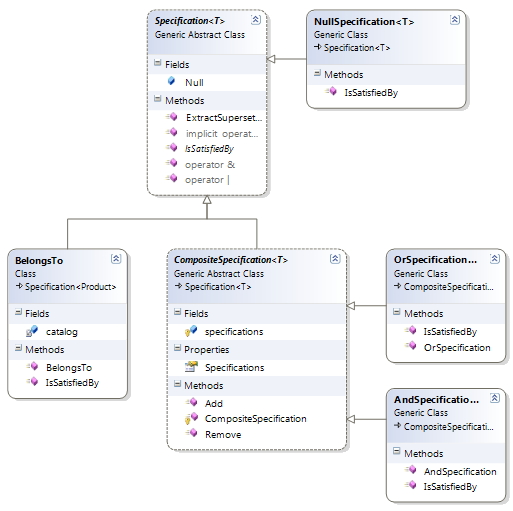 Specification<T>
Generic Abstract Class
Fields
Null
Methods
ExtractSuperset...
implicit operat...
IsSatisfiedBy
operator &
operator |
NullSpecification<T>
Generic Class
Specification<T>
Methods
IsSatisfiedBy
BelongsTo
Class
Specification<Product>
Fields
catalog
Methods
BelongsTo
IsSatisfiedBy
CompositeSpecification<T>
Generic Abstract Class
Specification<T>
Fields
specifications
Properties
Specifications
Methods
Add
CompositeSpecification
Remove
OrSpecification...
Generic Class
CompositeSpecificati...
Methods
IsSatisfiedBy
OrSpecification
AndSpecificatio...
Generic Class
CompositeSpecificati...
Methods
AndSpecification
IsSatisfiedBy